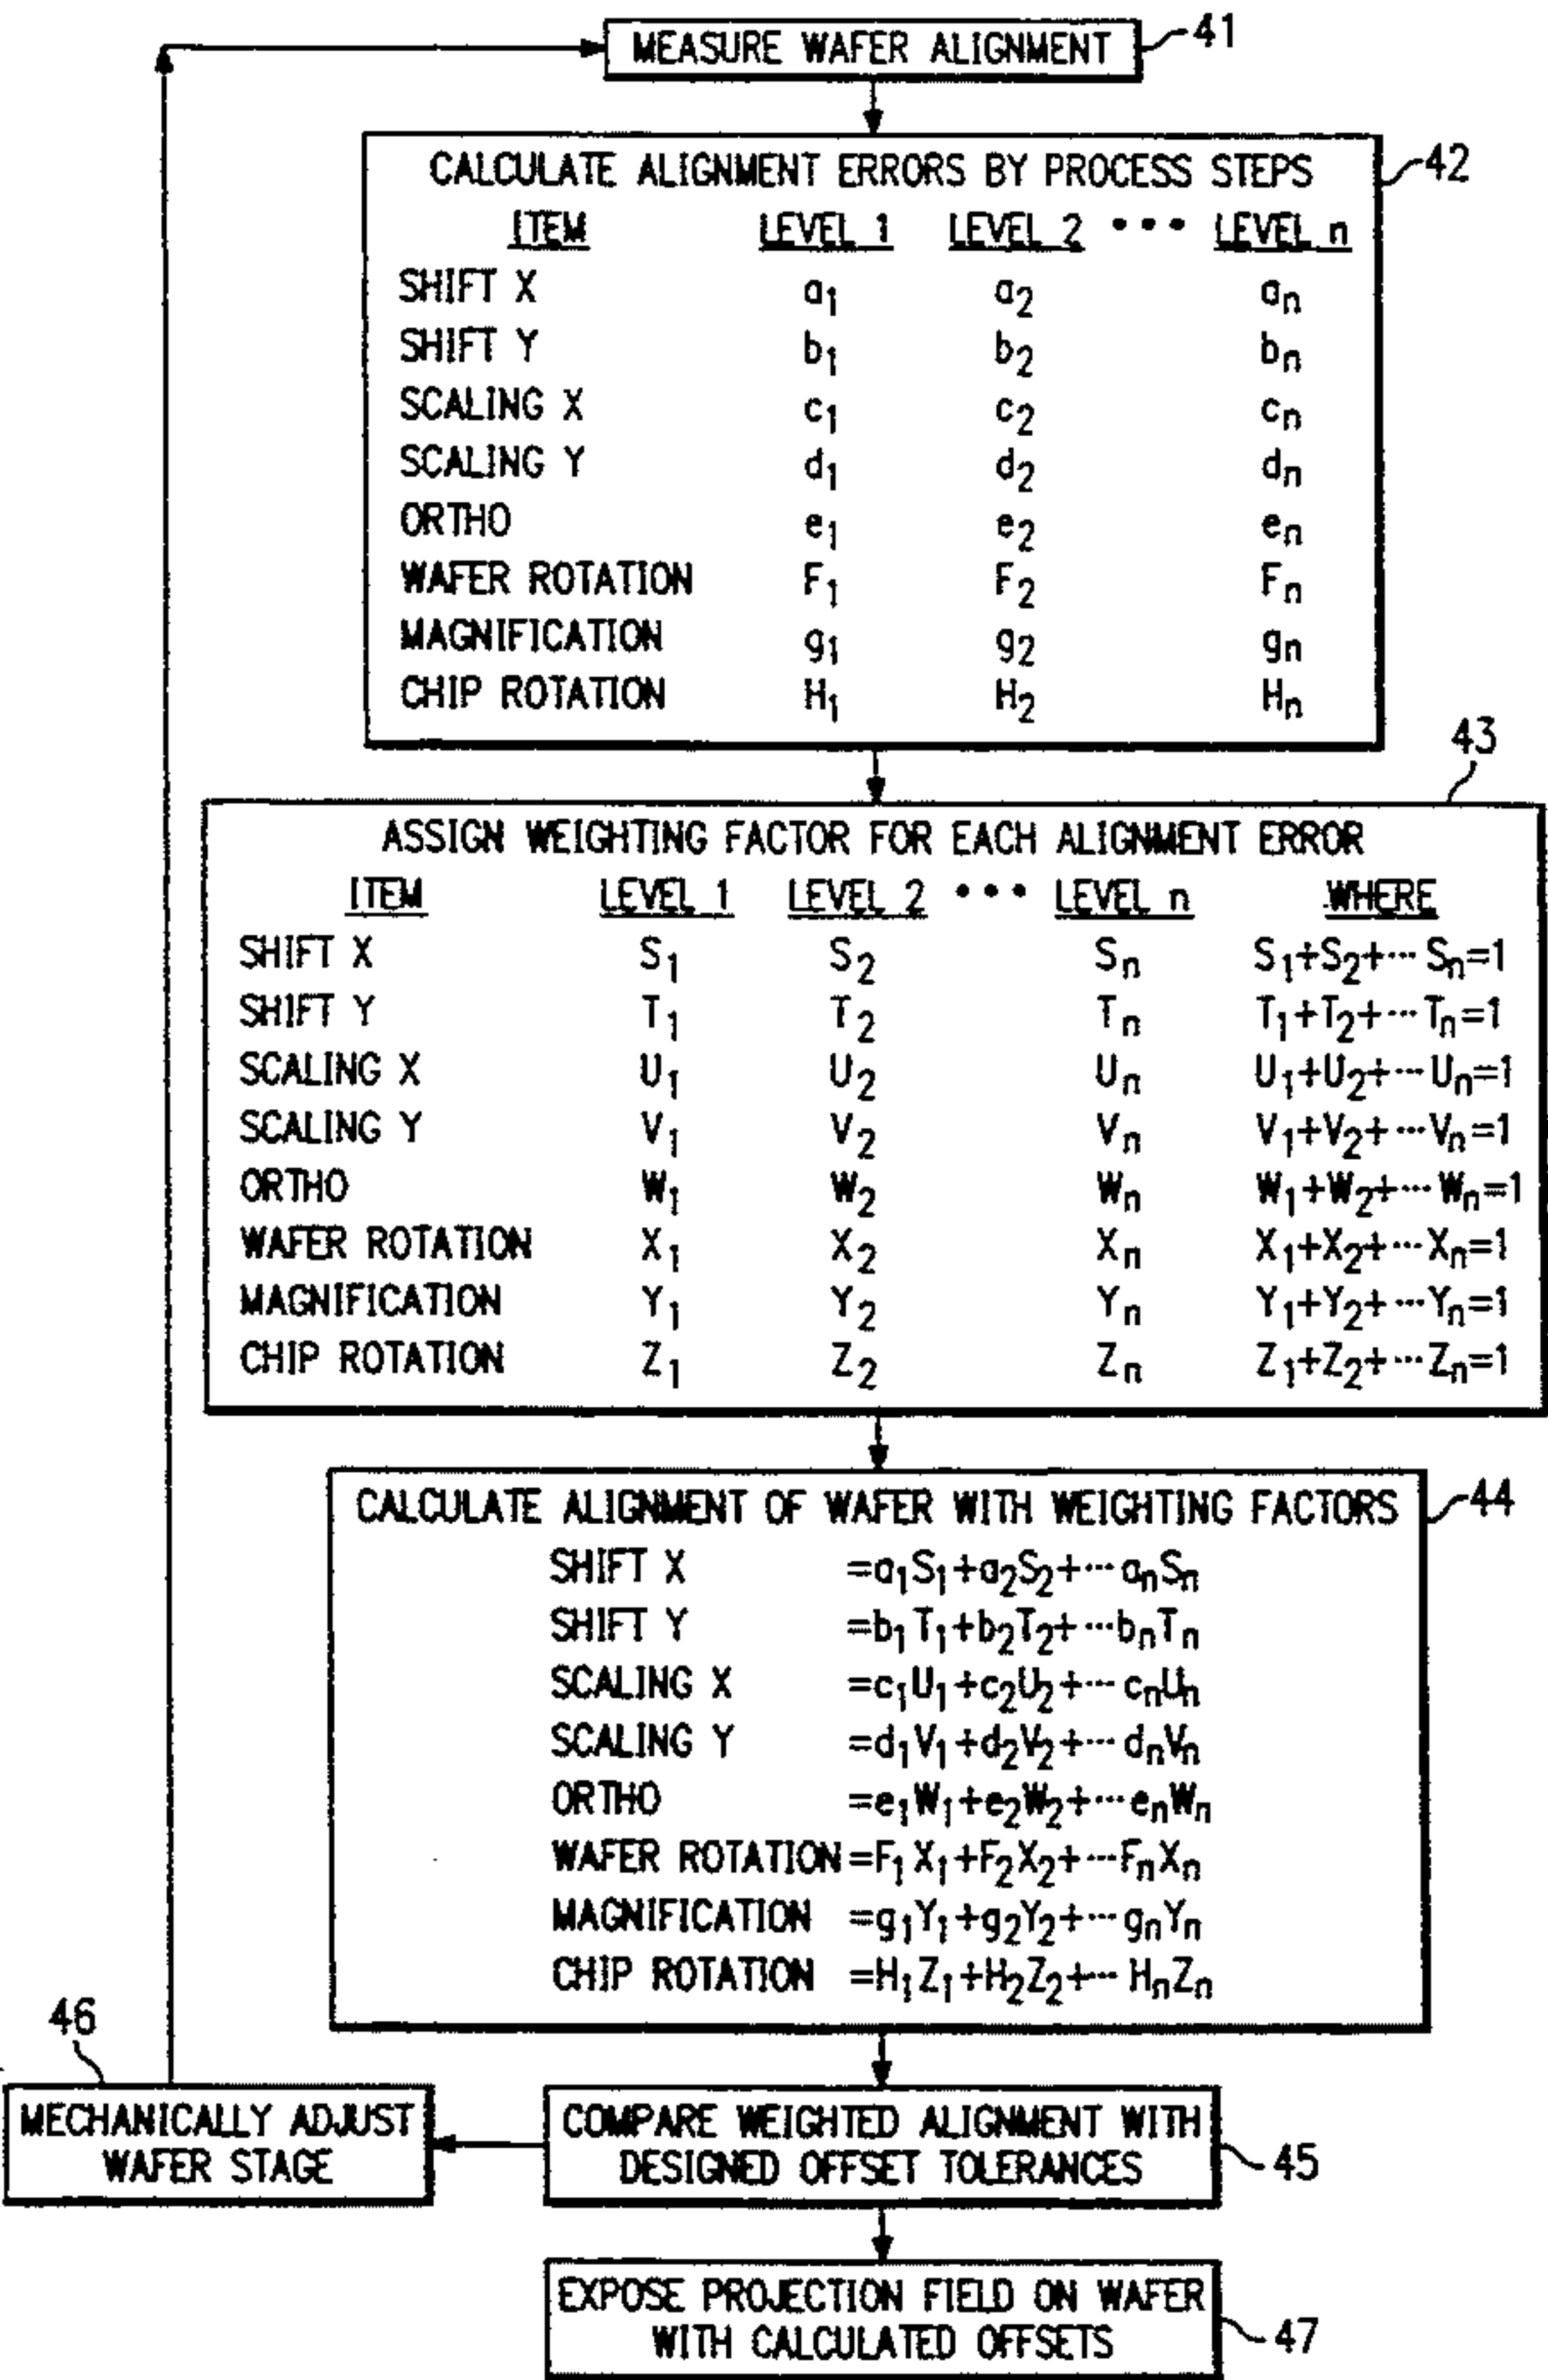 MEASURE WAFER ALIGNMENT 41
CALCULATE ALIGNMENT ERRORS BY PROCESS STEPS 42
ITEM LEVEL 1 LEVEL 2 ••• LEVEL n
SHIFT X a1 a2 an
SHIFT Y b1 b2 bn
SCALING X c1 c2 cn
SCALING Y d1 d2 dn
ORTHO e1 e2 en
WAFER ROTATION F1 F2 Fn
MAGNIFICATION g1 g2 gn
CHIP ROTATION H1 H2 Hn
43
ASSIGN WEIGHTING FACTOR FOR EACH ALIGNMENT ERROR
ITEM LEVEL 1 LEVEL 2 ••• LEVEL n WHERE
SHIFT X S1 S2 Sn S1+S2+··· Sn=1
SHIFT Y T1 T2 Tn T1+T2+···Tn=1
SCALING X U1 U2 Un U1+U2+···Un=1
SCALING Y V1 V2 Vn V1+V2+···Vn=1
ORTHO W1 W2 Wn W1+W2+···Wn=1
WAFER ROTATION X1 X2 Xn X1+X2+···Xn=1
MAGNIFICATION Y1 Y2 Yn Y1+Y2+···Yn=1
CHIP ROTATION Z1 Z2 Zn Z1+Z2+···Zn=1
CALCULATE ALIGNMENT OF WAFER WITH WEIGHTING FACTORS 44
SHIFT X =a1S1+a2S2+··· anSn
SHIFT Y =b1T1+b2T2+···bnTn
SCALING X =c1U1+c2U2+··· cnUn
SCALING Y =d1V1+d2V2+··· dnVn
ORTHO =e1W1+e2W2+··· enWn
WAFER ROTATION =F1X1+F2X2+···FnXn
MAGNIFICATION =g1Y1+g2Y2+··· gnYn
CHIP ROTATION =H1Z1+H2Z2+··· HnZn
46
MECHANICALLY ADJUST
WAFER STAGE
COMPARE WEIGHTED ALIGNMENT WITH
DESIGNED OFFSET TOLERANCES 45
EXPOSE PROJECTION FIELD ON WAFER
WITH CALCULATED OFFSETS 47